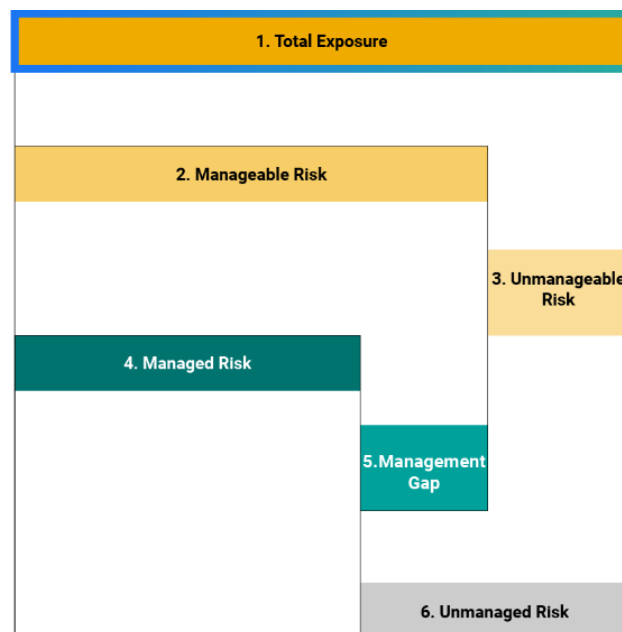 1. Total Exposure
2. Manageable Risk
3. Unmanageable
Risk
4. Managed Risk
5.Management
Gap
6. Unmanaged Risk